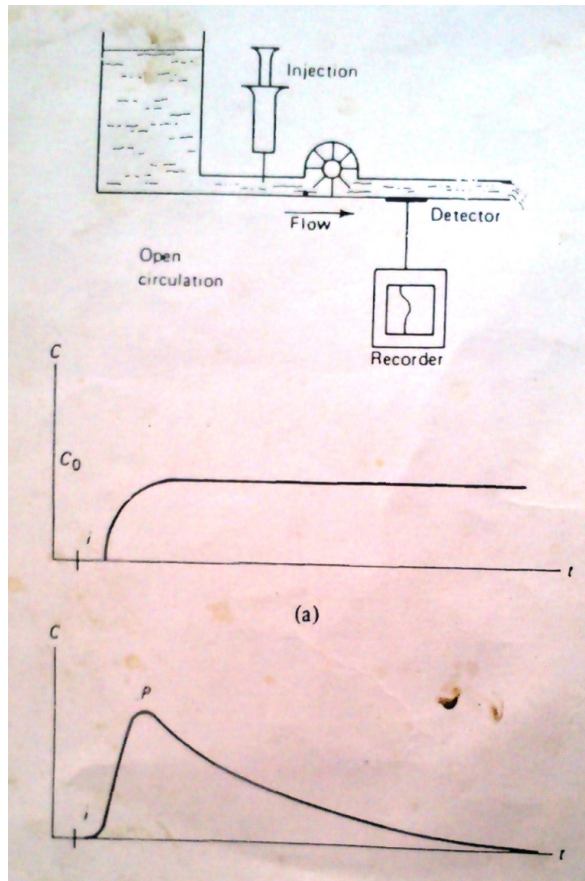 Injection
Flow
Detector
Open
circulation
Recorder
C
C₀
i
t
(a)
C
P
i
t